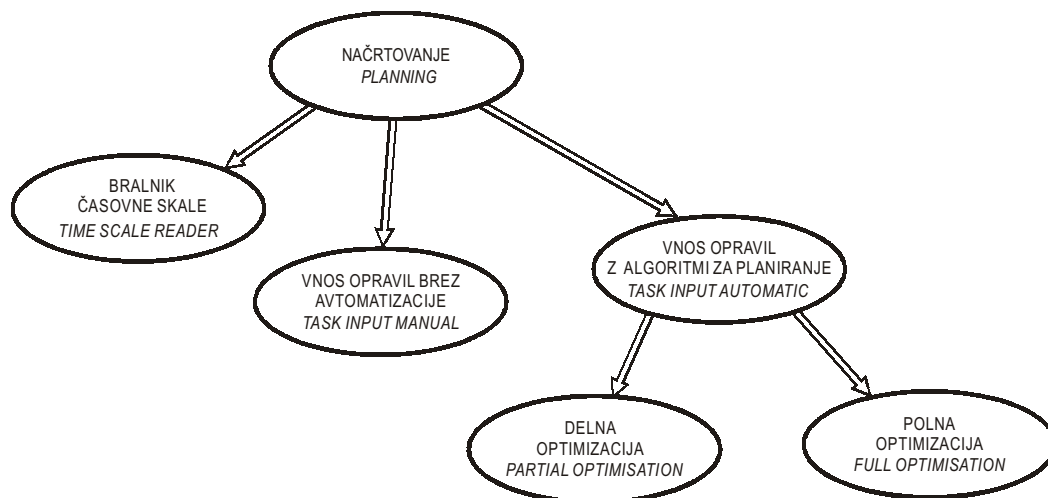 NAČRTOVANJE
PLANNING
BRALNIK
ČASOVNE SKALE
TIME SCALE READER
VNOS OPRAVIL BREZ
AVTOMATIZACIJE
TASK INPUT MANUAL
VNOS OPRAVIL
Z ALGORITMI ZA PLANIRANJE
TASK INPUT AUTOMATIC
DELNA
OPTIMIZACIJA
PARTIAL OPTIMISATION
POLNA
OPTIMIZACIJA
FULL OPTIMISATION